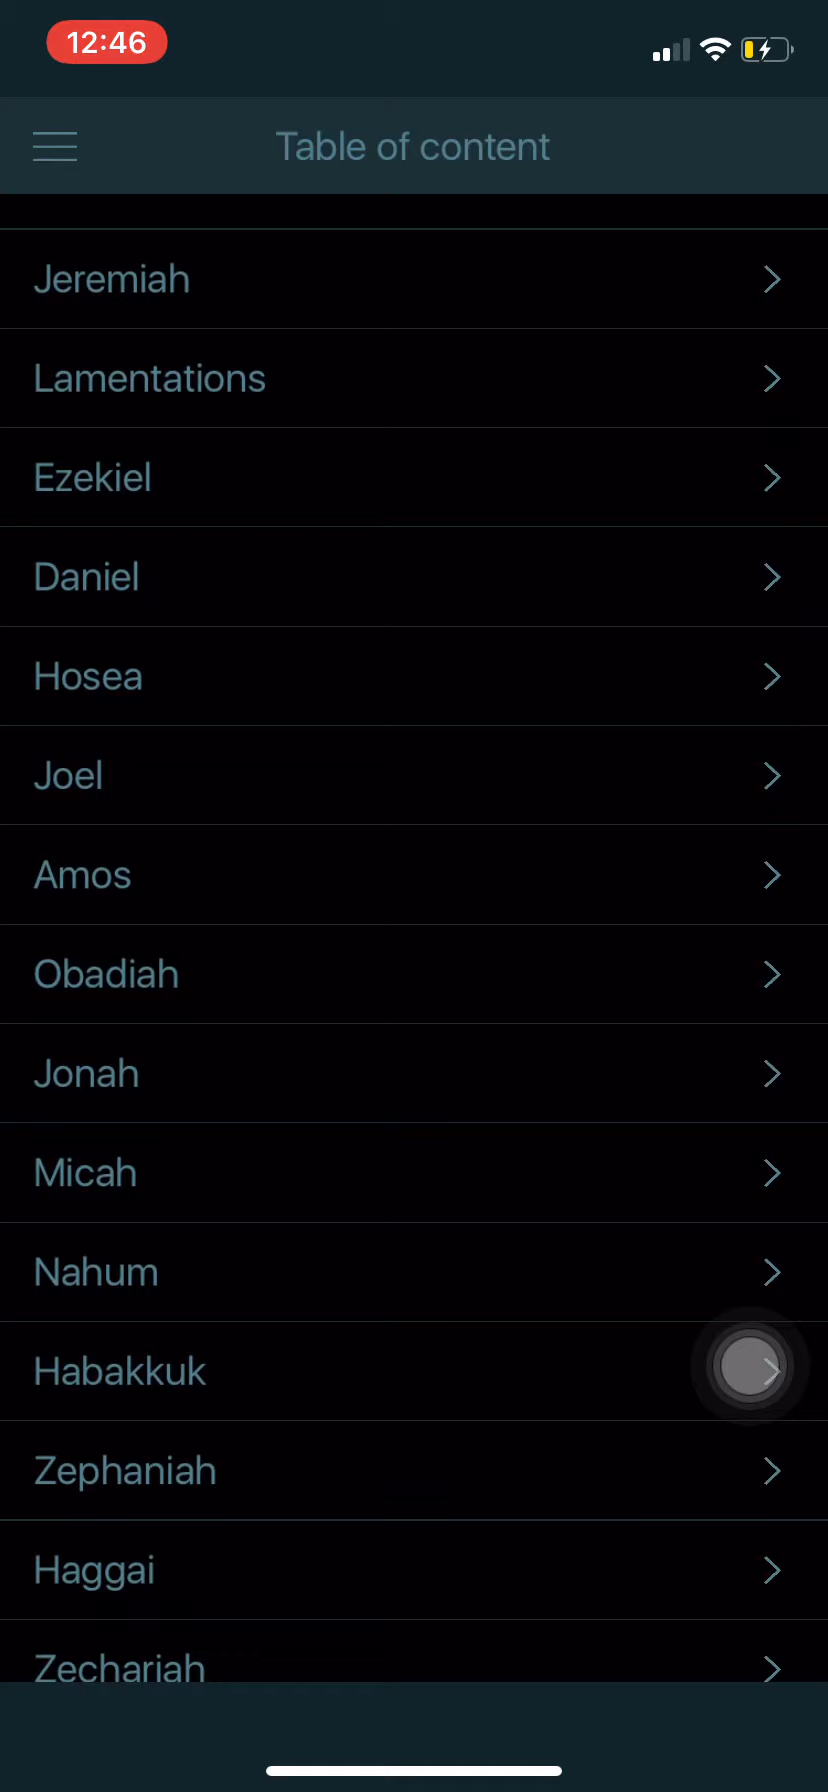 12:46
Table of content
Jeremiah
Lamentations
Ezekiel
Daniel
Hosea
Joel
Amos
Obadiah
Jonah
Micah
Nahum
Habakkuk
Zephaniah
Haggai
Zechariah